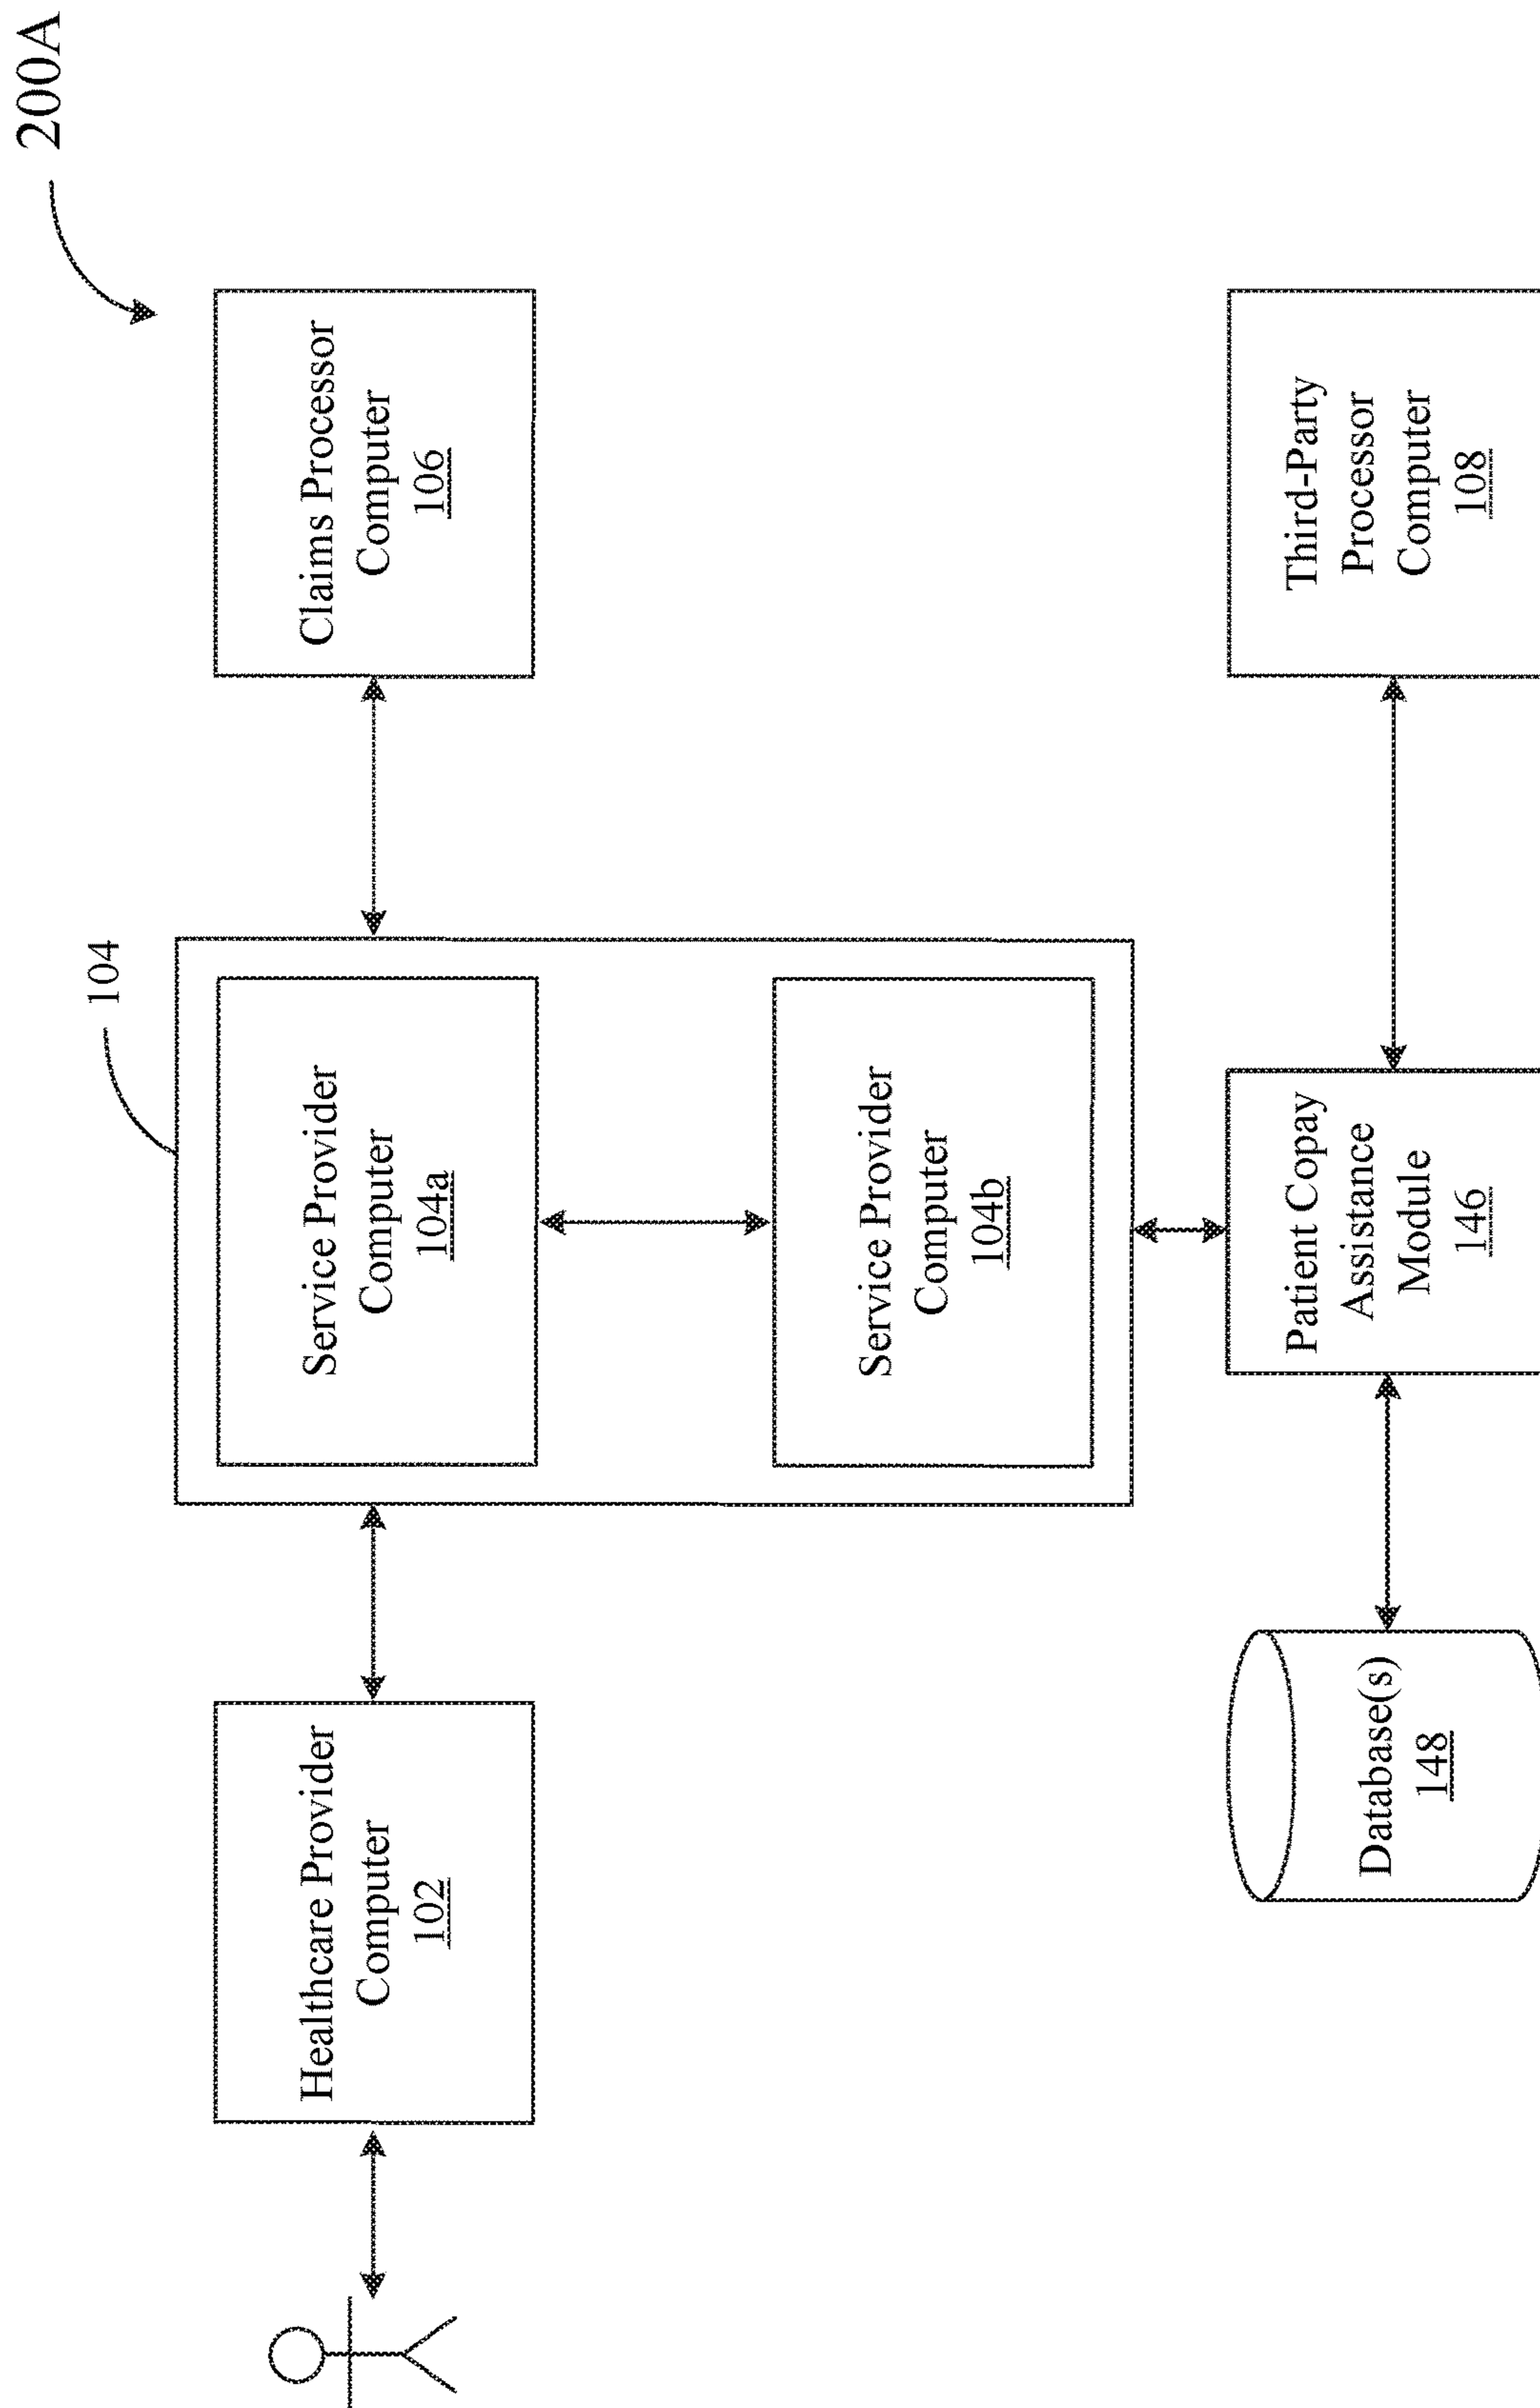 200A
104
Healthcare Provider
Computer
102
Service Provider
Computer
104a
Claims Processor
Computer
106
Service Provider
Computer
104b
Database(s)
148
Patient Copay
Assistance
Module
146
Third-Party
Processor
Computer
108